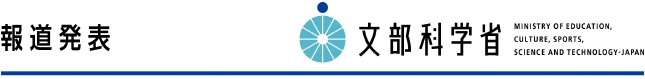 報道発表
文部科学省
MINISTRY OF EDUCATION,
CULTURE, SPORTS,
SCIENCE AND TECHNOLOGY-JAPAN